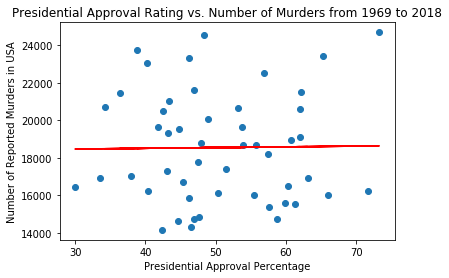 Presidential Approval Rating vs. Number of Murders from 1969 to 2018
Number of Reported Murders in USA
24000
22000
20000
18000
16000
14000
30 40 50 60 70
Presidential Approval Percentage